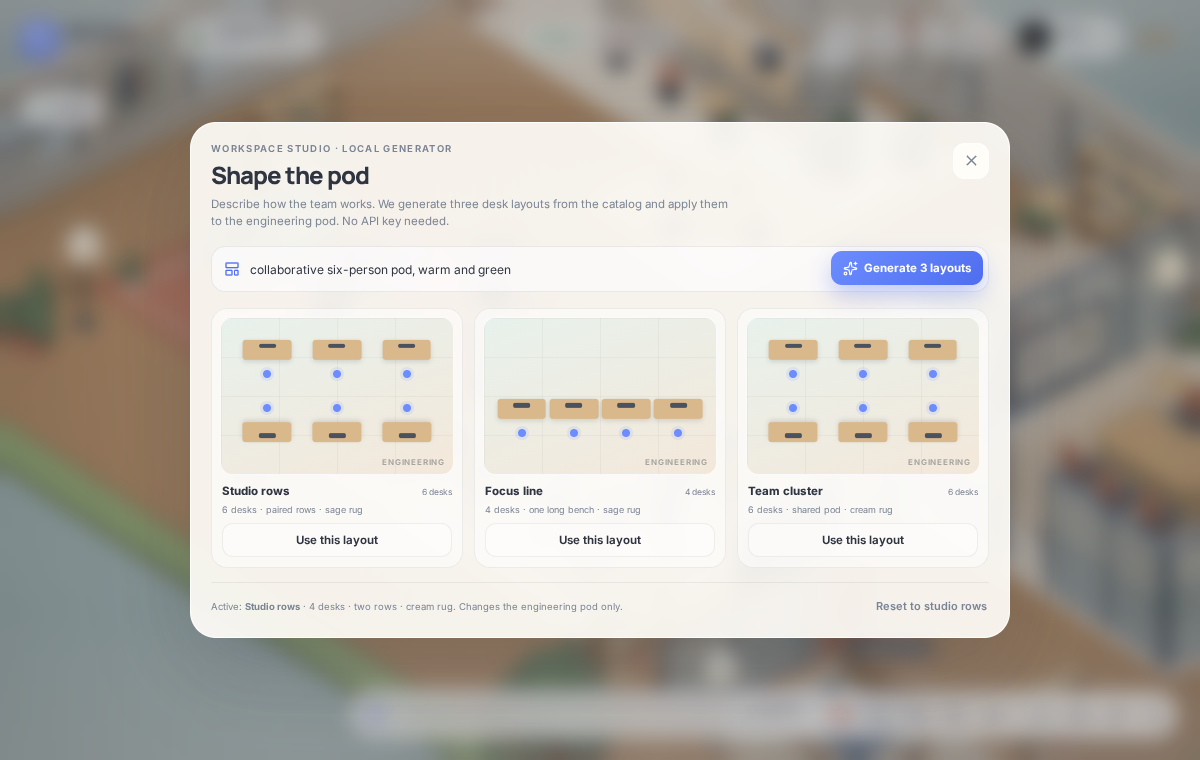 WORKSPACE STUDIO · LOCAL GENERATOR
Shape the pod
Describe how the team works. We generate three desk layouts from the catalog and apply them
to the engineering pod. No API key needed.
collaborative six-person pod, warm and green
Generate 3 layouts
ENGINEERING
Studio rows
6 desks
6 desks · paired rows · sage rug
Use this layout
ENGINEERING
Focus line
4 desks
4 desks · one long bench · sage rug
Use this layout
ENGINEERING
Team cluster
6 desks
6 desks · shared pod · cream rug
Use this layout
Active: Studio rows · 4 desks · two rows · cream rug. Changes the engineering pod only.
Reset to studio rows